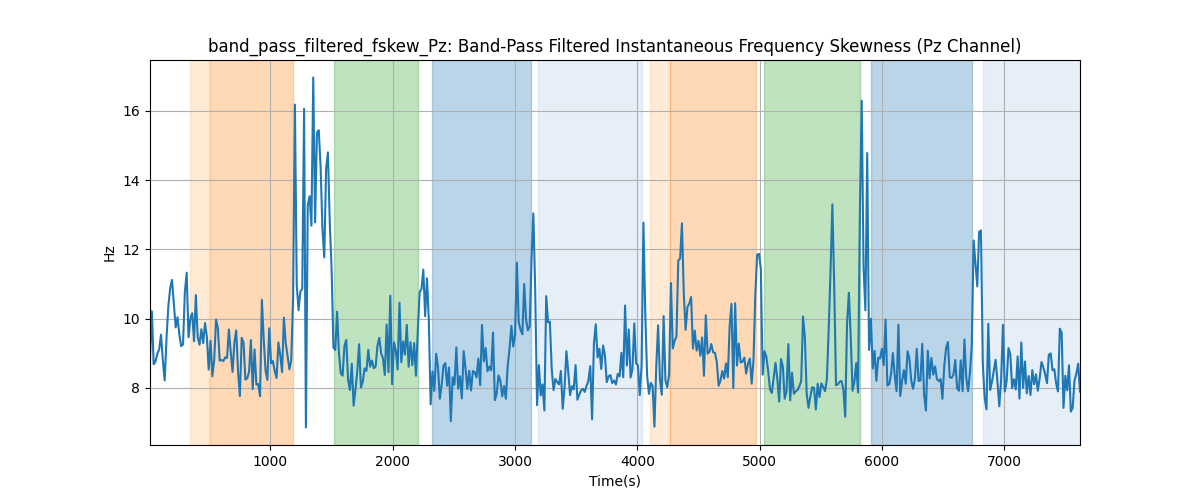 band_pass_filtered_fskew_Pz: Band-Pass Filtered Instantaneous Frequency Skewness (Pz Channel)
16
14
12
10
8
Hz
1000 2000 3000 4000 5000 6000 7000
Time(s)